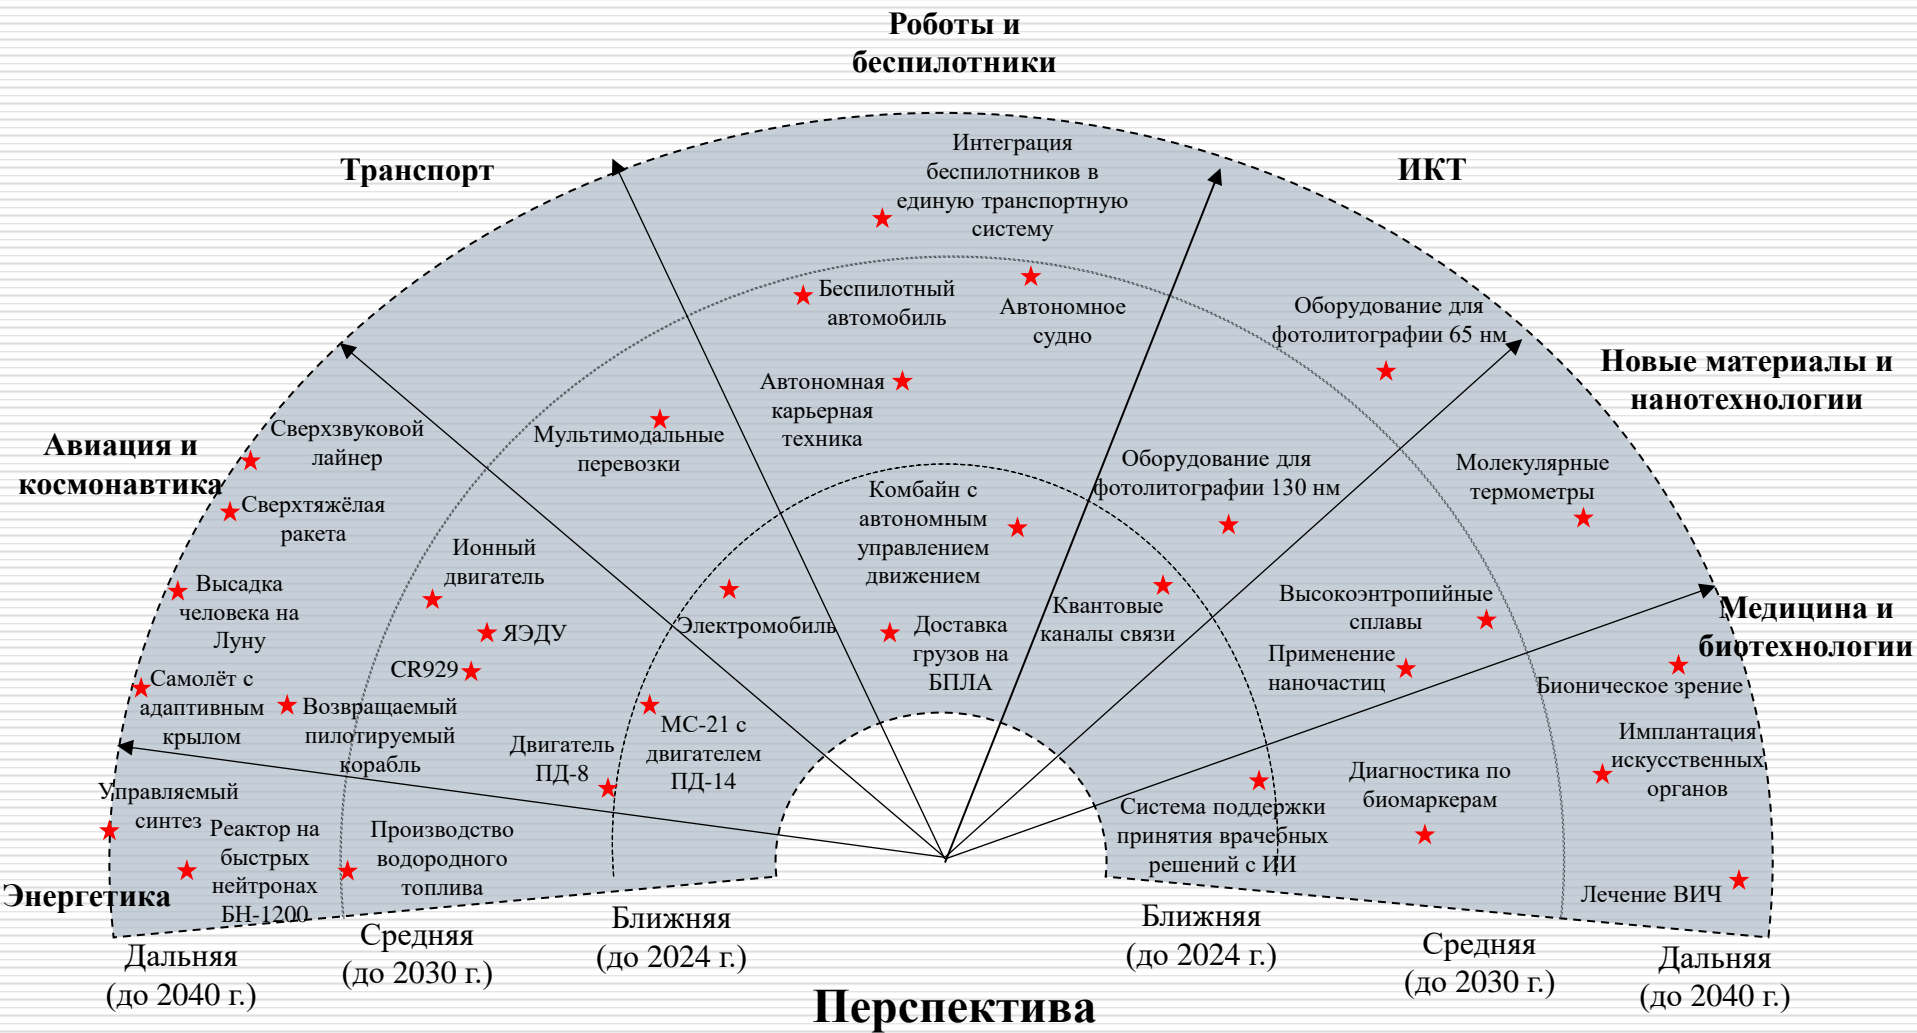 Роботы и
беспилотники
Транспорт
ИКТ
Интеграция
беспилотников в
единую транспортную
систему
Беспилотный
автомобиль
Автономное
судно
Оборудование для
фотолитографии 65 нм
Новые материалы и
нанотехнологии
Автономная
карьерная
техника
Мультимодальные
перевозки
Авиация и
космонавтика
Сверхзвуковой
лайнер
Сверхтяжёлая
ракета
Оборудование для
фотолитографии 130 нм
Молекулярные
термометры
Комбайн с
автономным
управлением
движением
Ионный
двигатель
Высадка
человека на
Луну
ЯЭДУ
CR929
Электромобиль
Доставка
грузов на
БПЛА
Квантовые
каналы связи
Высокоэнтропийные
сплавы
Применение
наночастиц
Медицина и
биотехнологии
Бионическое зрение
Самолёт с
адаптивным
крылом
Возвращаемый
пилотируемый
корабль
Двигатель
ПД-8
МС-21 с
двигателем
ПД-14
Имплантация
искусственных
органов
Диагностика по
биомаркерам
Система поддержки
принятия врачебных
решений с ИИ
Управляемый
синтез
Реактор на
быстрых
нейтронах
БН-1200
Производство
водородного
топлива
Энергетика
Лечение ВИЧ
Дальняя
(до 2040 г.)
Средняя
(до 2030 г.)
Ближняя
(до 2024 г.)
Ближняя
(до 2024 г.)
Средняя
(до 2030 г.)
Дальняя
(до 2040 г.)
Перспектива